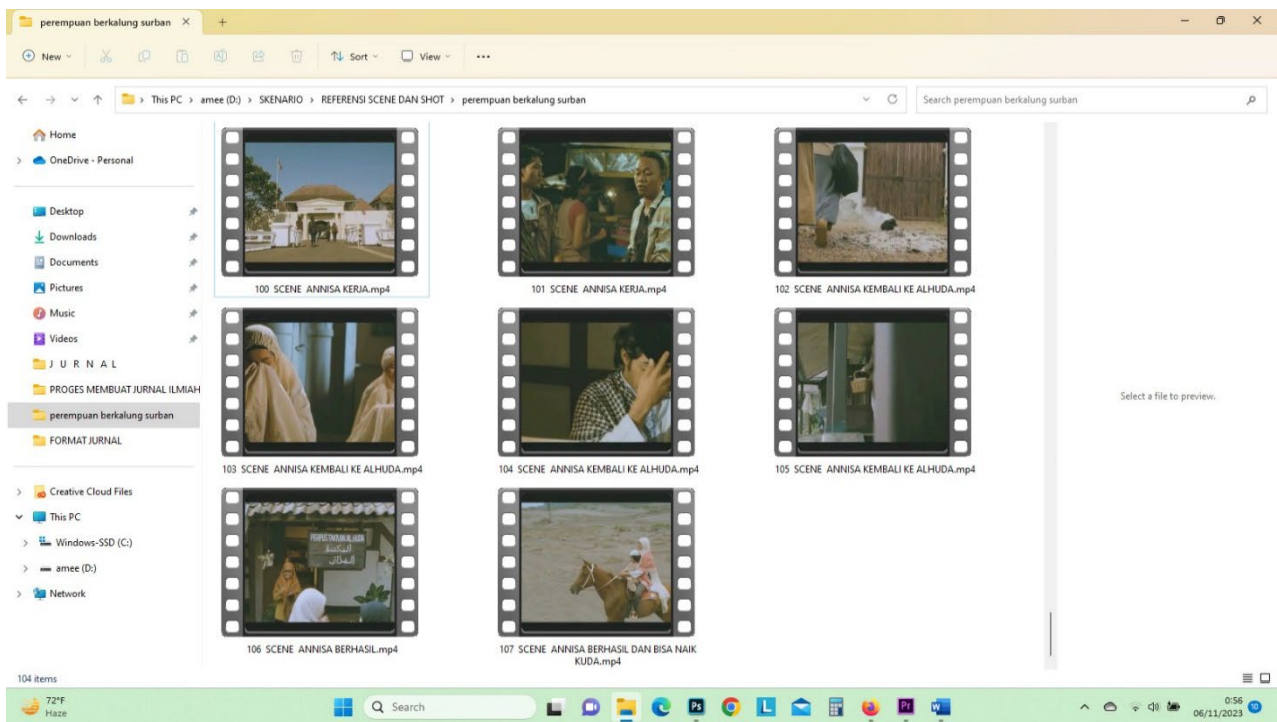 perempuan berkalung surban
New
Sort
View
This PC > amee (D:) > SKENARIO > REFERENSI SCENE DAN SHOT > perempuan berkalung surban
Search perempuan berkalung surban
Home
OneDrive - Personal
Desktop
Downloads
Documents
Pictures
Music
Videos
J U R N A L
PROGES MEMBUAT JURNAL ILMIAH
perempuan berkalung surban
FORMAT JURNAL
Creative Cloud Files
This PC
Windows-SSD (C:)
amee (D:)
Network
100 SCENE ANNISA KERJA.mp4
101 SCENE ANNISA KERJA.mp4
102 SCENE ANNISA KEMBALI KE ALHUDA.mp4
103 SCENE ANNISA KEMBALI KE ALHUDA.mp4
104 SCENE ANNISA KEMBALI KE ALHUDA.mp4
105 SCENE ANNISA KEMBALI KE ALHUDA.mp4
PERPUSTAKAAN AL HUDA
106 SCENE ANNISA BERHASIL.mp4
107 SCENE ANNISA BERHASIL DAN BISA NAIK
KUDA.mp4
Select a file to preview.
104 items
72°F
Haze
Search
Ps
L
Pr
W
0:56
06/11/2023
10